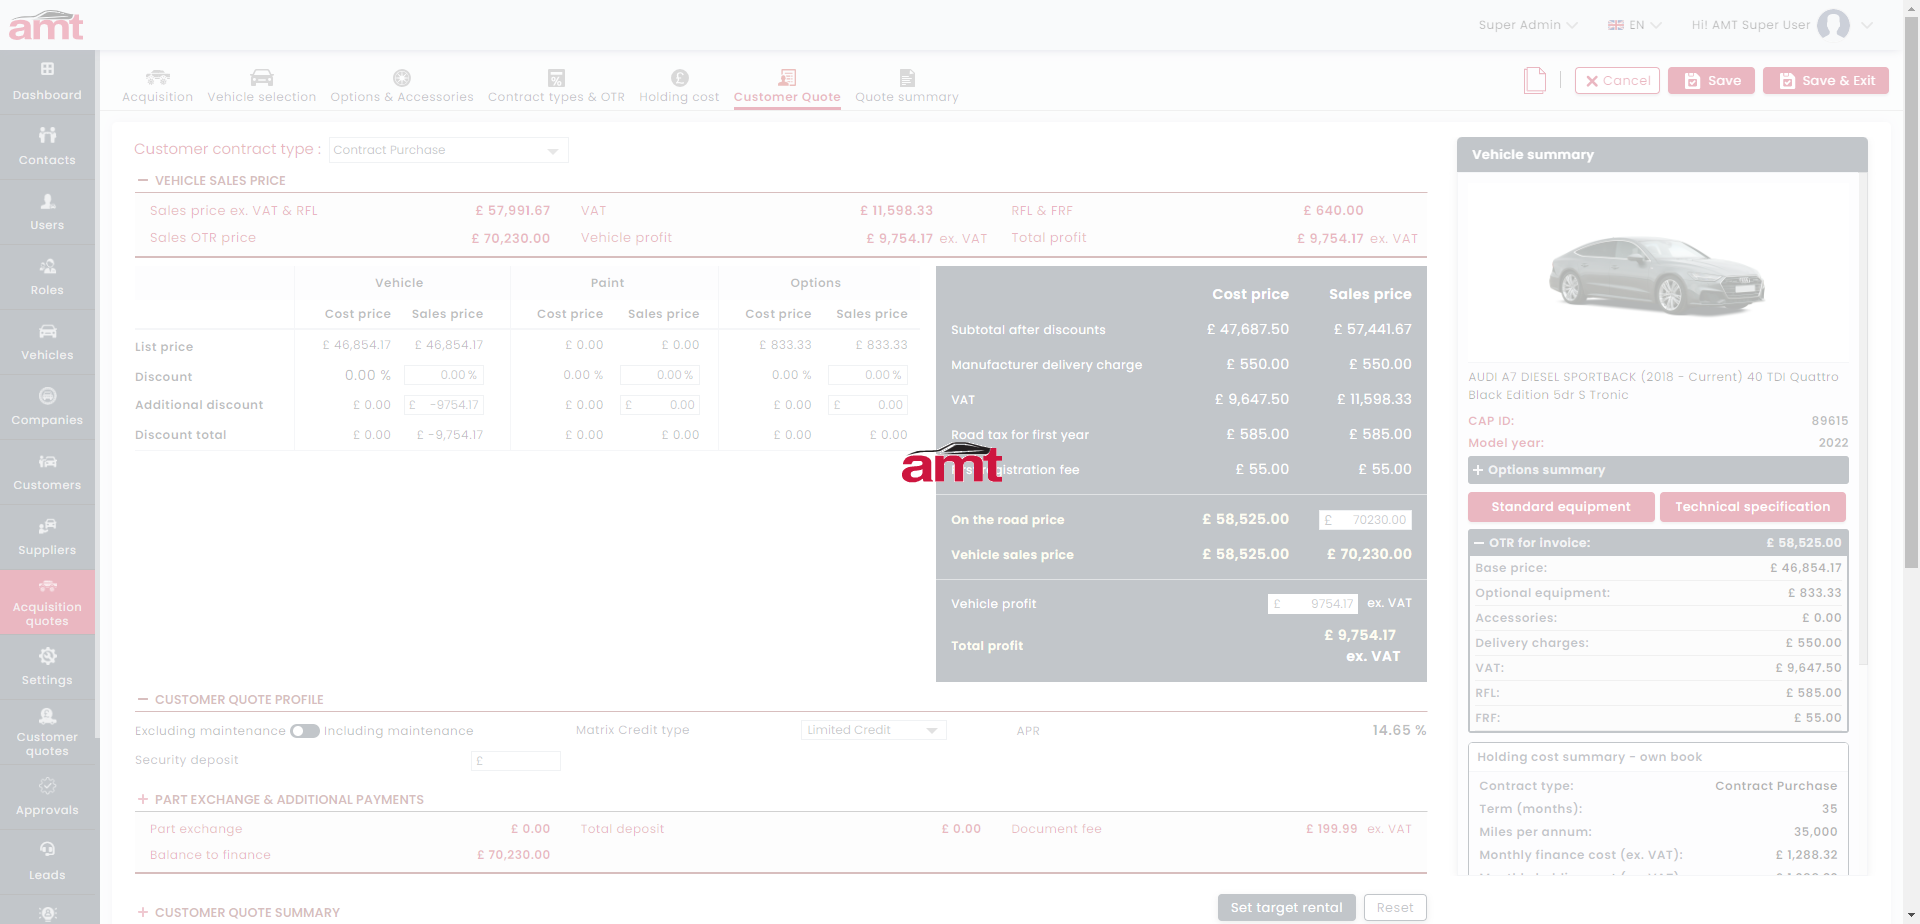 amt
Super Admin
EN
Hi! AMT Super User
Dashboard
Contacts
Users
Roles
Vehicles
Companies
Customers
Suppliers
Acquisition
quotes
Settings
Customer
quotes
Approvals
Leads
Acquisition
Vehicle selection
Options & Accessories
Contract types & OTR
Holding cost
Customer Quote
Quote summary
Cancel
Save
Save & Exit
Customer contract type : Contract Purchase
VEHICLE SALES PRICE
Sales price ex. VAT & RFL £ 57,991.67 VAT £ 11,598.33 RFL & FRF £ 640.00
Sales OTR price £ 70,230.00 Vehicle profit £ 9,754.17 ex. VAT Total profit £ 9,754.17 ex. VAT
Vehicle Paint Options
Cost price Sales price Cost price Sales price Cost price Sales price
List price £ 46,854.17 £ 46,854.17 £ 0.00 £ 0.00 £ 833.33 £ 833.33
Discount 0.00 % 0.00 % 0.00 % 0.00 % 0.00 % 0.00 %
Additional discount £ 0.00 £ -9754.17 £ 0.00 £ 0.00 £ 0.00 £ 0.00
Discount total £ 0.00 £ -9,754.17 £ 0.00 £ 0.00 £ 0.00 £ 0.00
Cost price Sales price
Subtotal after discounts £ 47,687.50 £ 57,441.67
Manufacturer delivery charge £ 550.00 £ 550.00
VAT £ 9,647.50 £ 11,598.33
Road tax for first year £ 585.00 £ 585.00
amt
registration fee £ 55.00 £ 55.00
On the road price £ 58,525.00 £ 70230.00
Vehicle sales price £ 58,525.00 £ 70,230.00
Vehicle profit £ 9754.17 ex. VAT
Total profit £ 9,754.17
ex. VAT
CUSTOMER QUOTE PROFILE
Excluding maintenance Including maintenance Matrix Credit type Limited Credit APR 14.65 %
Security deposit £
PART EXCHANGE & ADDITIONAL PAYMENTS
Part exchange £ 0.00 Total deposit £ 0.00 Document fee £ 199.99 ex. VAT
Balance to finance £ 70,230.00
CUSTOMER QUOTE SUMMARY
Set target rental
Reset
Vehicle summary
AUDI A7 DIESEL SPORTBACK (2018 - Current) 40 TDI Quattro
Black Edition 5dr S Tronic
CAP ID: 89615
Model year: 2022
Options summary
Standard equipment
Technical specification
OTR for invoice: £ 58,525.00
Base price: £ 46,854.17
Optional equipment: £ 833.33
Accessories: £ 0.00
Delivery charges: £ 550.00
VAT: £ 9,647.50
RFL: £ 585.00
FRF: £ 55.00
Holding cost summary - own book
Contract type: Contract Purchase
Term (months): 35
Miles per annum: 35,000
Monthly finance cost (ex. VAT): £ 1,288.32